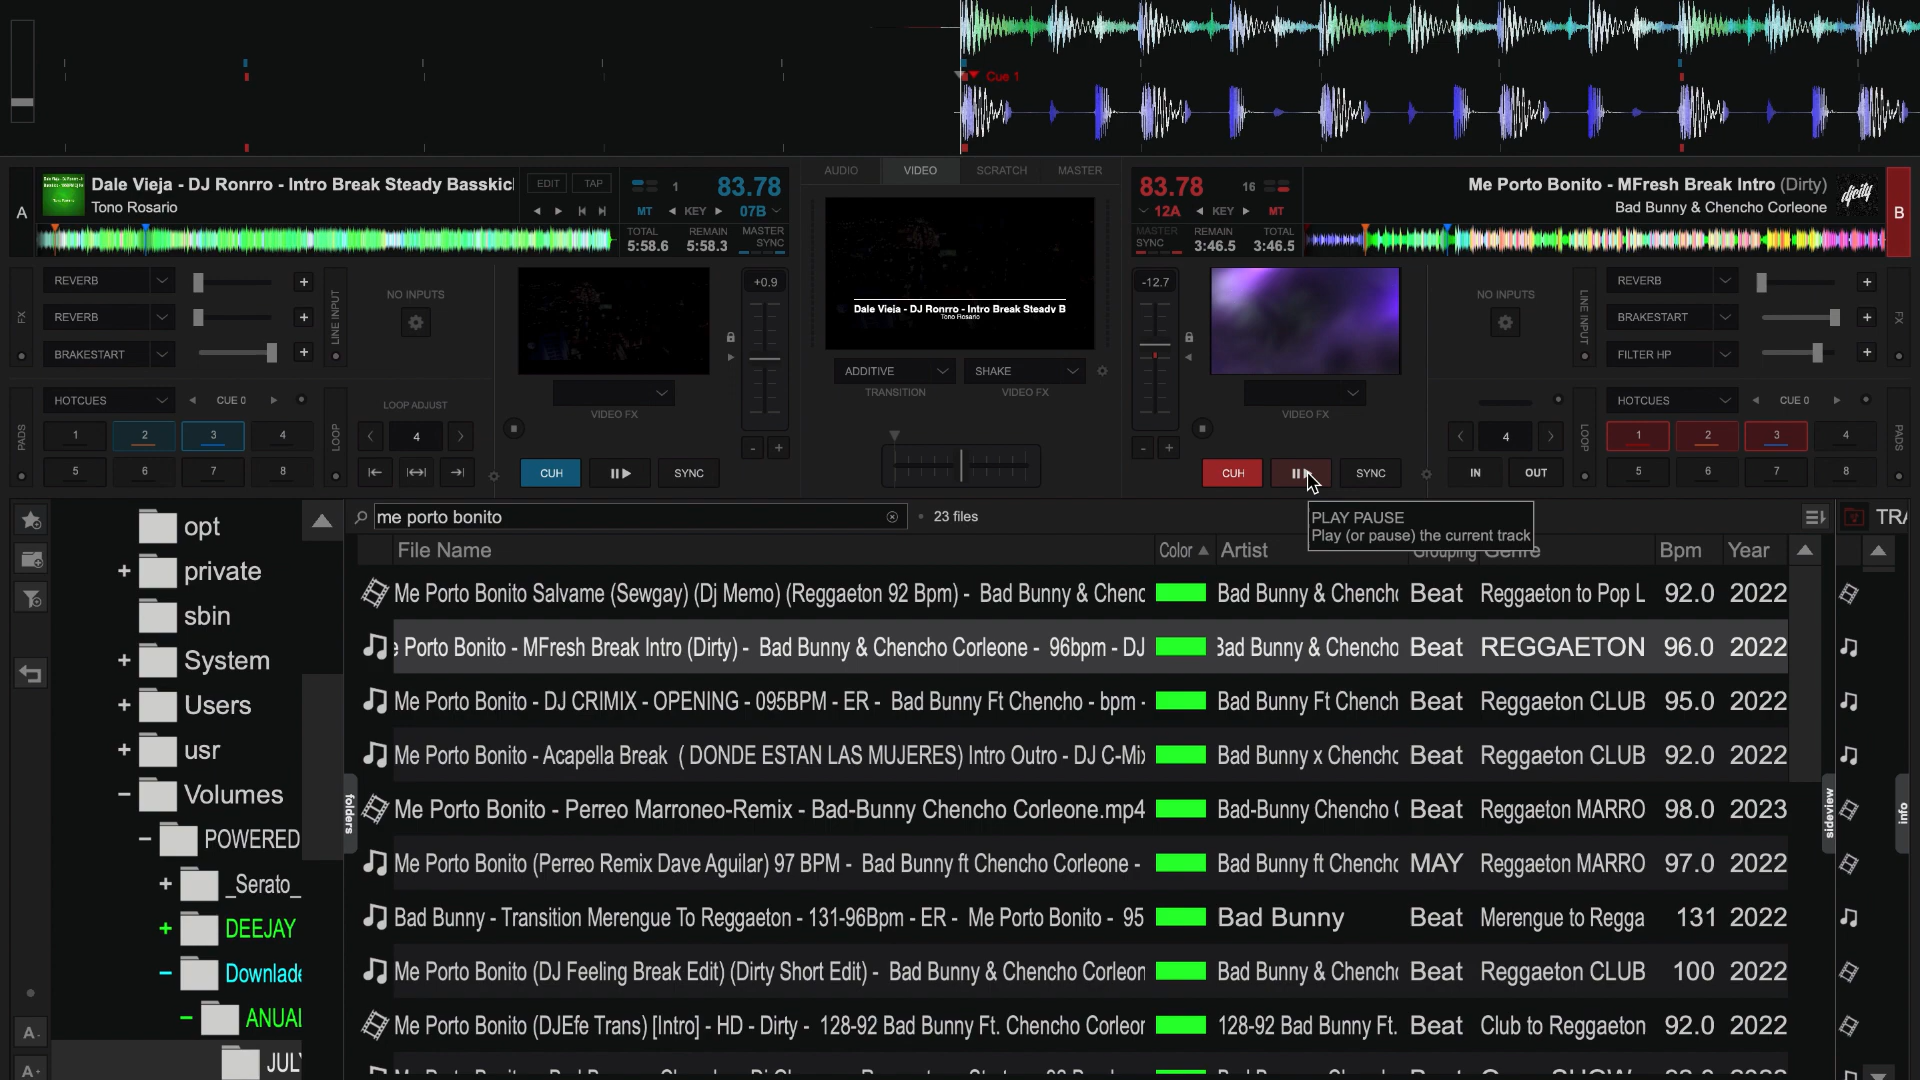 Cue 1
A
Dale Vieja - DJ Ronrro - Intro Break Steady Basskicl
Tono Rosario
EDIT
TAP
1
83.78
MT
KEY
07B
TOTAL
5:58.6
REMAIN
5:58.3
MASTER
SYNC
AUDIO
VIDEO
SCRATCH
MASTER
83.78
16
12A
KEY
MT
MASTER
SYNC
REMAIN
3:46.5
TOTAL
3:46.5
Me Porto Bonito - MFresh Break Intro (Dirty)
Bad Bunny & Chencho Corleone
djcity
B
FX
REVERB
REVERB
BRAKESTART
LINE INPUT
NO INPUTS
+0.9
Dale Vieja - DJ Ronrro - Intro Break Steady B
Tono Rosario
-12.7
NO INPUTS
LINE INPUT
REVERB
BRAKESTART
FILTER HP
FX
ADDITIVE
TRANSITION
SHAKE
VIDEO FX
PADS
HOTCUES
CUE 0
1
2
3
4
5
6
7
8
LOOP
LOOP ADJUST
4
VIDEO FX
CUH
SYNC
VIDEO FX
CUH
SYNC
4
IN
OUT
LOOP
HOTCUES
CUE 0
1
2
3
4
5
6
7
8
PADS
PLAY PAUSE
Play (or pause) the current track
me porto bonito
23 files
TRA
File Name
Color
Artist
Grouping
Genre
Bpm
Year
opt
private
sbin
System
Users
usr
Volumes
POWERED
_Serato_
DEEJAY
Downlade
ANUAL
JULY
A
A
folders
Me Porto Bonito Salvame (Sewgay) (Dj Memo) (Reggaeton 92 Bpm) - Bad Bunny & Chenc
Bad Bunny & Chencho
Beat
Reggaeton to Pop L
92.0
2022
e Porto Bonito - MFresh Break Intro (Dirty) - Bad Bunny & Chencho Corleone - 96bpm - DJ
Bad Bunny & Chencho
Beat
REGGAETON
96.0
2022
Me Porto Bonito - DJ CRIMIX - OPENING - 095BPM - ER - Bad Bunny Ft Chencho - bpm -
Bad Bunny Ft Chench
Beat
Reggaeton CLUB
95.0
2022
Me Porto Bonito - Acapella Break ( DONDE ESTAN LAS MUJERES) Intro Outro - DJ C-Mix
Bad Bunny x Chencho
Beat
Reggaeton CLUB
92.0
2022
Me Porto Bonito - Perreo Marroneo-Remix - Bad-Bunny Chencho Corleone.mp4
Bad-Bunny Chencho C
Beat
Reggaeton MARRO
98.0
2023
Me Porto Bonito (Perreo Remix Dave Aguilar) 97 BPM - Bad Bunny ft Chencho Corleone -
Bad Bunny ft Chencho
MAY
Reggaeton MARRO
97.0
2022
Bad Bunny - Transition Merengue To Reggaeton - 131-96Bpm - ER - Me Porto Bonito - 95
Bad Bunny
Beat
Merengue to Regga
131
2022
Me Porto Bonito (DJ Feeling Break Edit) (Dirty Short Edit) - Bad Bunny & Chencho Corleon
Bad Bunny & Chencho
Beat
Reggaeton CLUB
100
2022
Me Porto Bonito (DJEfe Trans) [Intro] - HD - Dirty - 128-92 Bad Bunny Ft. Chencho Corleor
128-92 Bad Bunny Ft.
Beat
Club to Reggaeton
92.0
2022
sideview
info